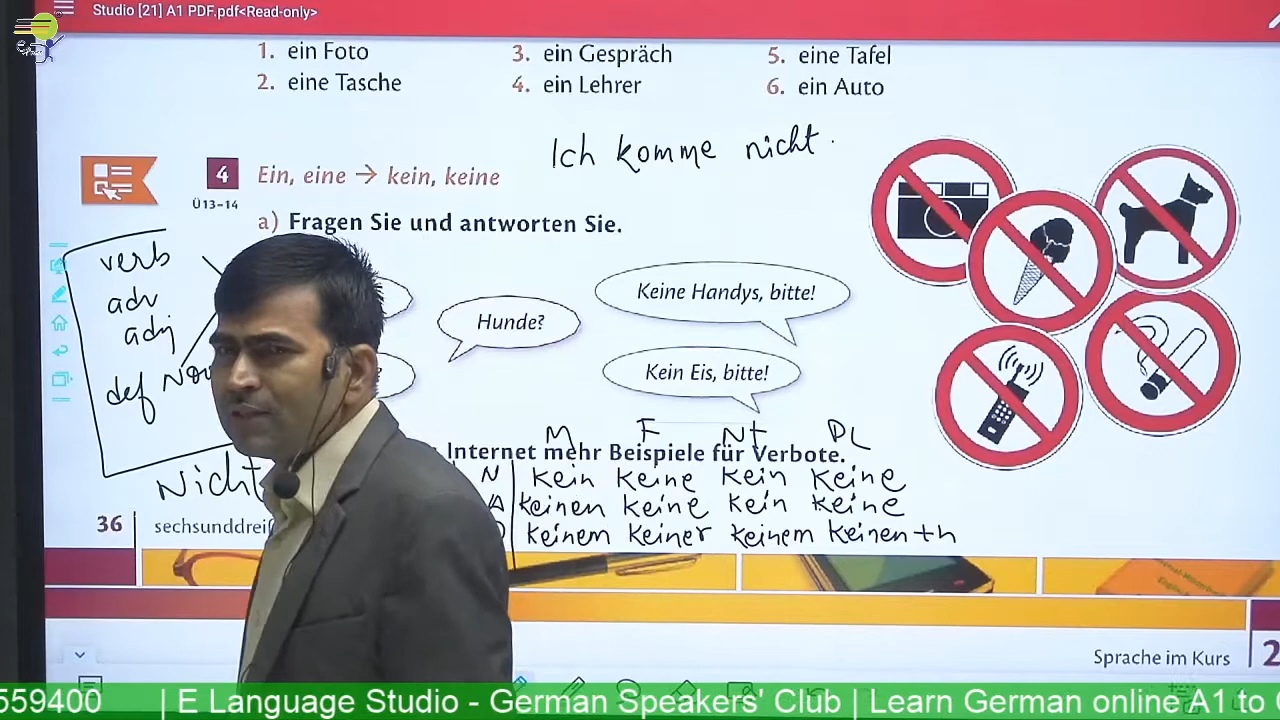 Studio [21] A1 PDF.pdf<Read-only>
1. ein Foto
3. ein Gespräch
5. eine Tafel
2. eine Tasche
4. ein Lehrer
6. ein Auto
Ich komme nicht.
4
Ein, eine → kein, keine
Ü13–14
a) Fragen Sie und antworten Sie.
verb
adv
adj
def
Hunde?
Keine Handys, bitte!
Kein Eis, bitte!
M F Nt PL
Internet mehr Beispiele für Verbote.
N kein keine kein keine
A keinen keine kein keine
keinem keiner keinem keinen+n
Nicht
36
Sprache im Kurs
559400 | E Language Studio - German Speakers' Club | Learn German online A1 to